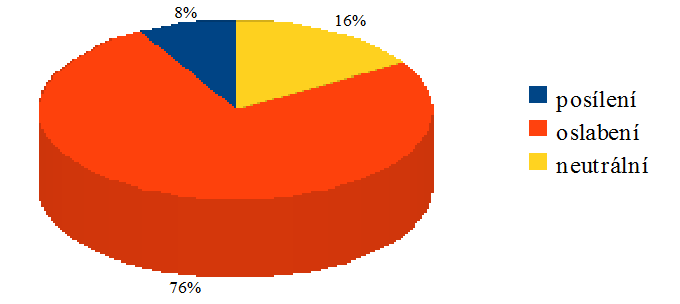 8%
16%
posílení
oslabení
neutrální
76%